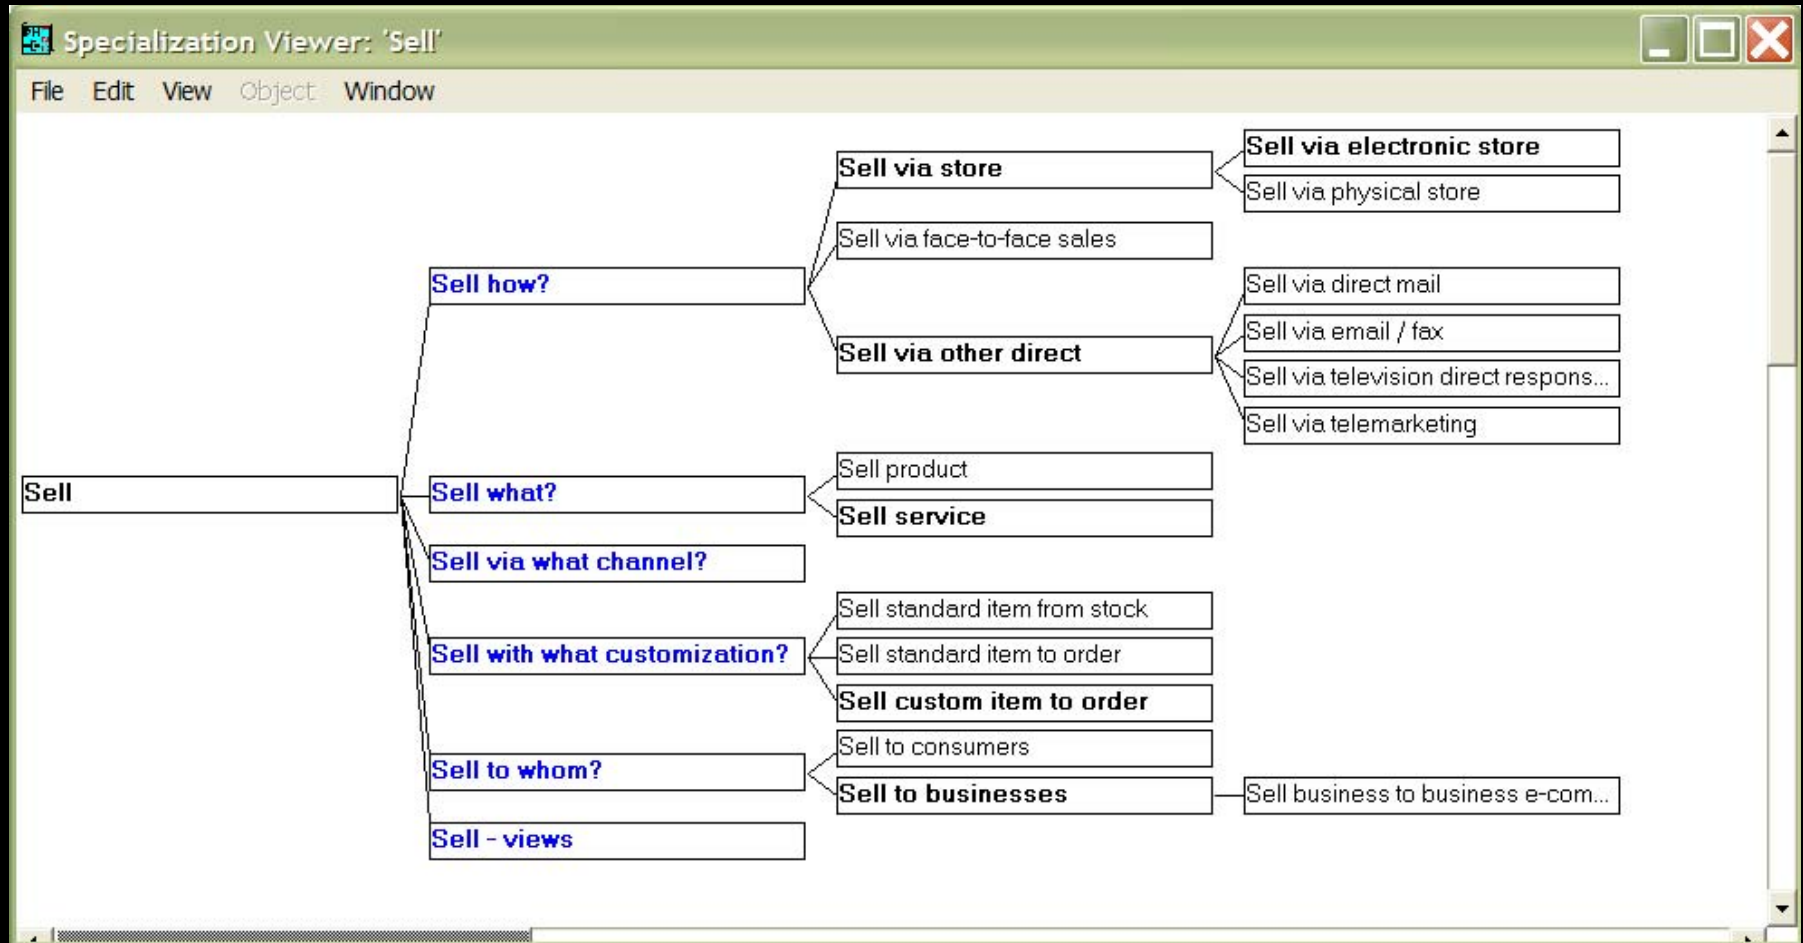 Specialization Viewer: 'Sell'
File Edit View Object Window
Sell
Sell how?
Sell via store
Sell via electronic store
Sell via physical store
Sell via face-to-face sales
Sell via other direct
Sell via direct mail
Sell via email / fax
Sell via television direct respons...
Sell via telemarketing
Sell what?
Sell product
Sell service
Sell via what channel?
Sell with what customization?
Sell standard item from stock
Sell standard item to order
Sell custom item to order
Sell to whom?
Sell to consumers
Sell to businesses
Sell business to business e-com...
Sell - views